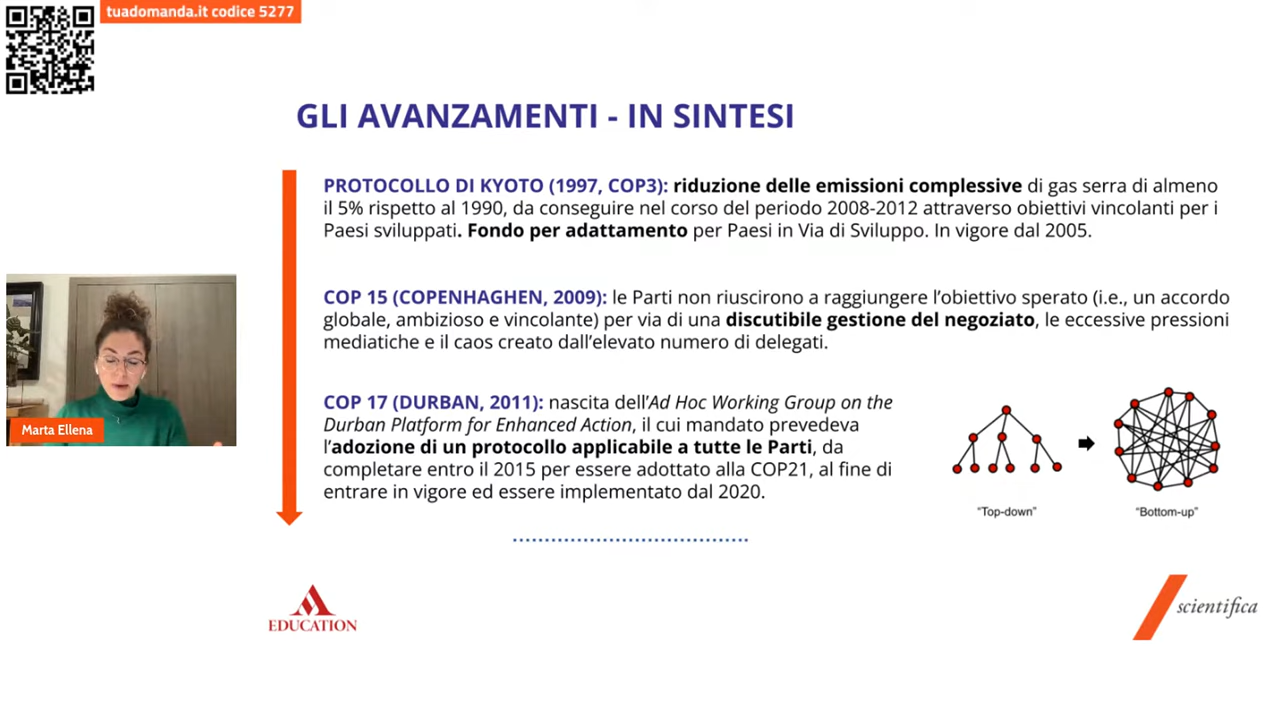 tuadomanda.it codice 5277
GLI AVANZAMENTI - IN SINTESI
PROTOCOLLO DI KYOTO (1997, COP3): riduzione delle emissioni complessive di gas serra di almeno
il 5% rispetto al 1990, da conseguire nel corso del periodo 2008-2012 attraverso obiettivi vincolanti per i
Paesi sviluppati. Fondo per adattamento per Paesi in Via di Sviluppo. In vigore dal 2005.
COP 15 (COPENHAGHEN, 2009): le Parti non riuscirono a raggiungere l'obiettivo sperato (i.e., un accordo
globale, ambizioso e vincolante) per via di una discutibile gestione del negoziato, le eccessive pressioni
mediatiche e il caos creato dall'elevato numero di delegati.
COP 17 (DURBAN, 2011): nascita dell'Ad Hoc Working Group on the
Durban Platform for Enhanced Action, il cui mandato prevedeva
l'adozione di un protocollo applicabile a tutte le Parti, da
completare entro il 2015 per essere adottato alla COP21, al fine di
entrare in vigore ed essere implementato dal 2020.
"Top-down"
"Bottom-up"
Marta Ellena
EDUCATION
scientifica